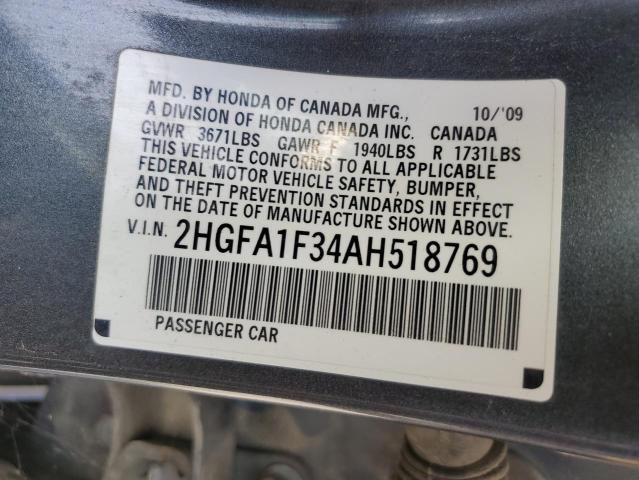 MFD. BY HONDA OF CANADA MFG., 10/'09
A DIVISION OF HONDA CANADA INC. CANADA
GVWR 3671LBS GAWR F 1940LBS R 1731LBS
THIS VEHICLE CONFORMS TO ALL APPLICABLE
FEDERAL MOTOR VEHICLE SAFETY, BUMPER,
AND THEFT PREVENTION STANDARDS IN EFFECT
ON THE DATE OF MANUFACTURE SHOWN ABOVE.
V.I.N. 2HGFA1F34AH518769
PASSENGER CAR